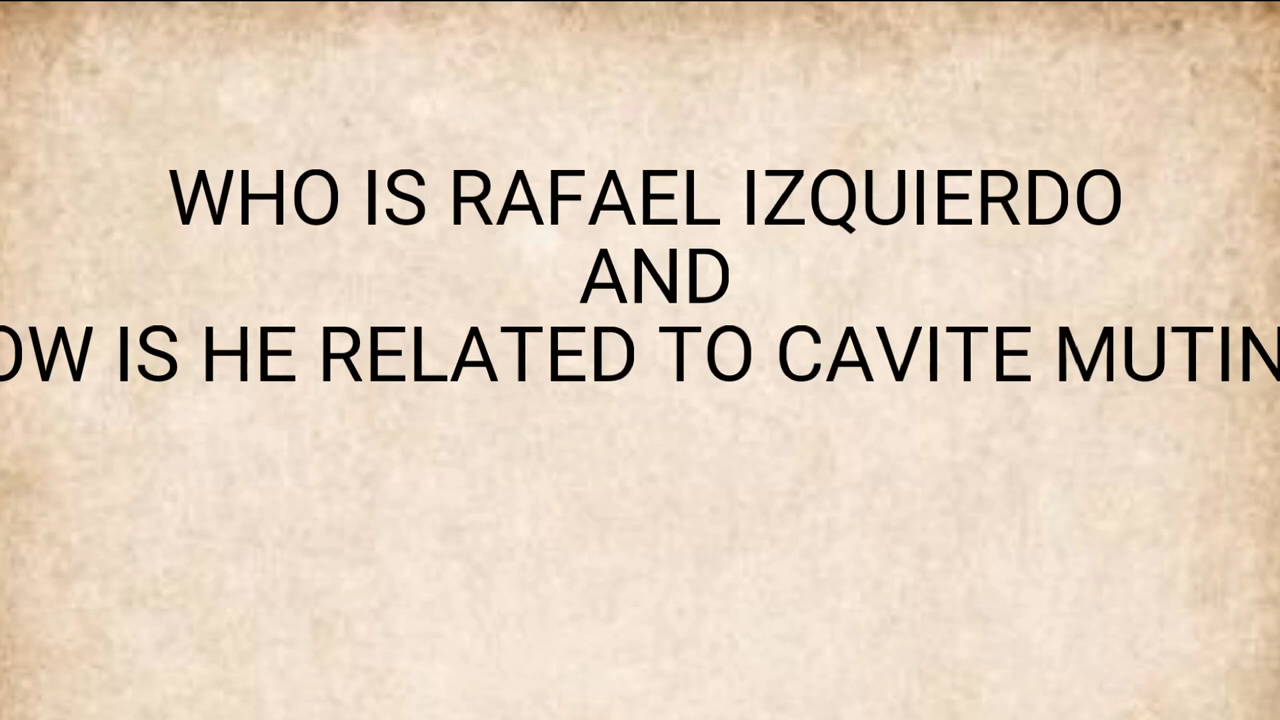 WHO IS RAFAEL IZQUIERDO
AND
OW IS HE RELATED TO CAVITE MUTIN